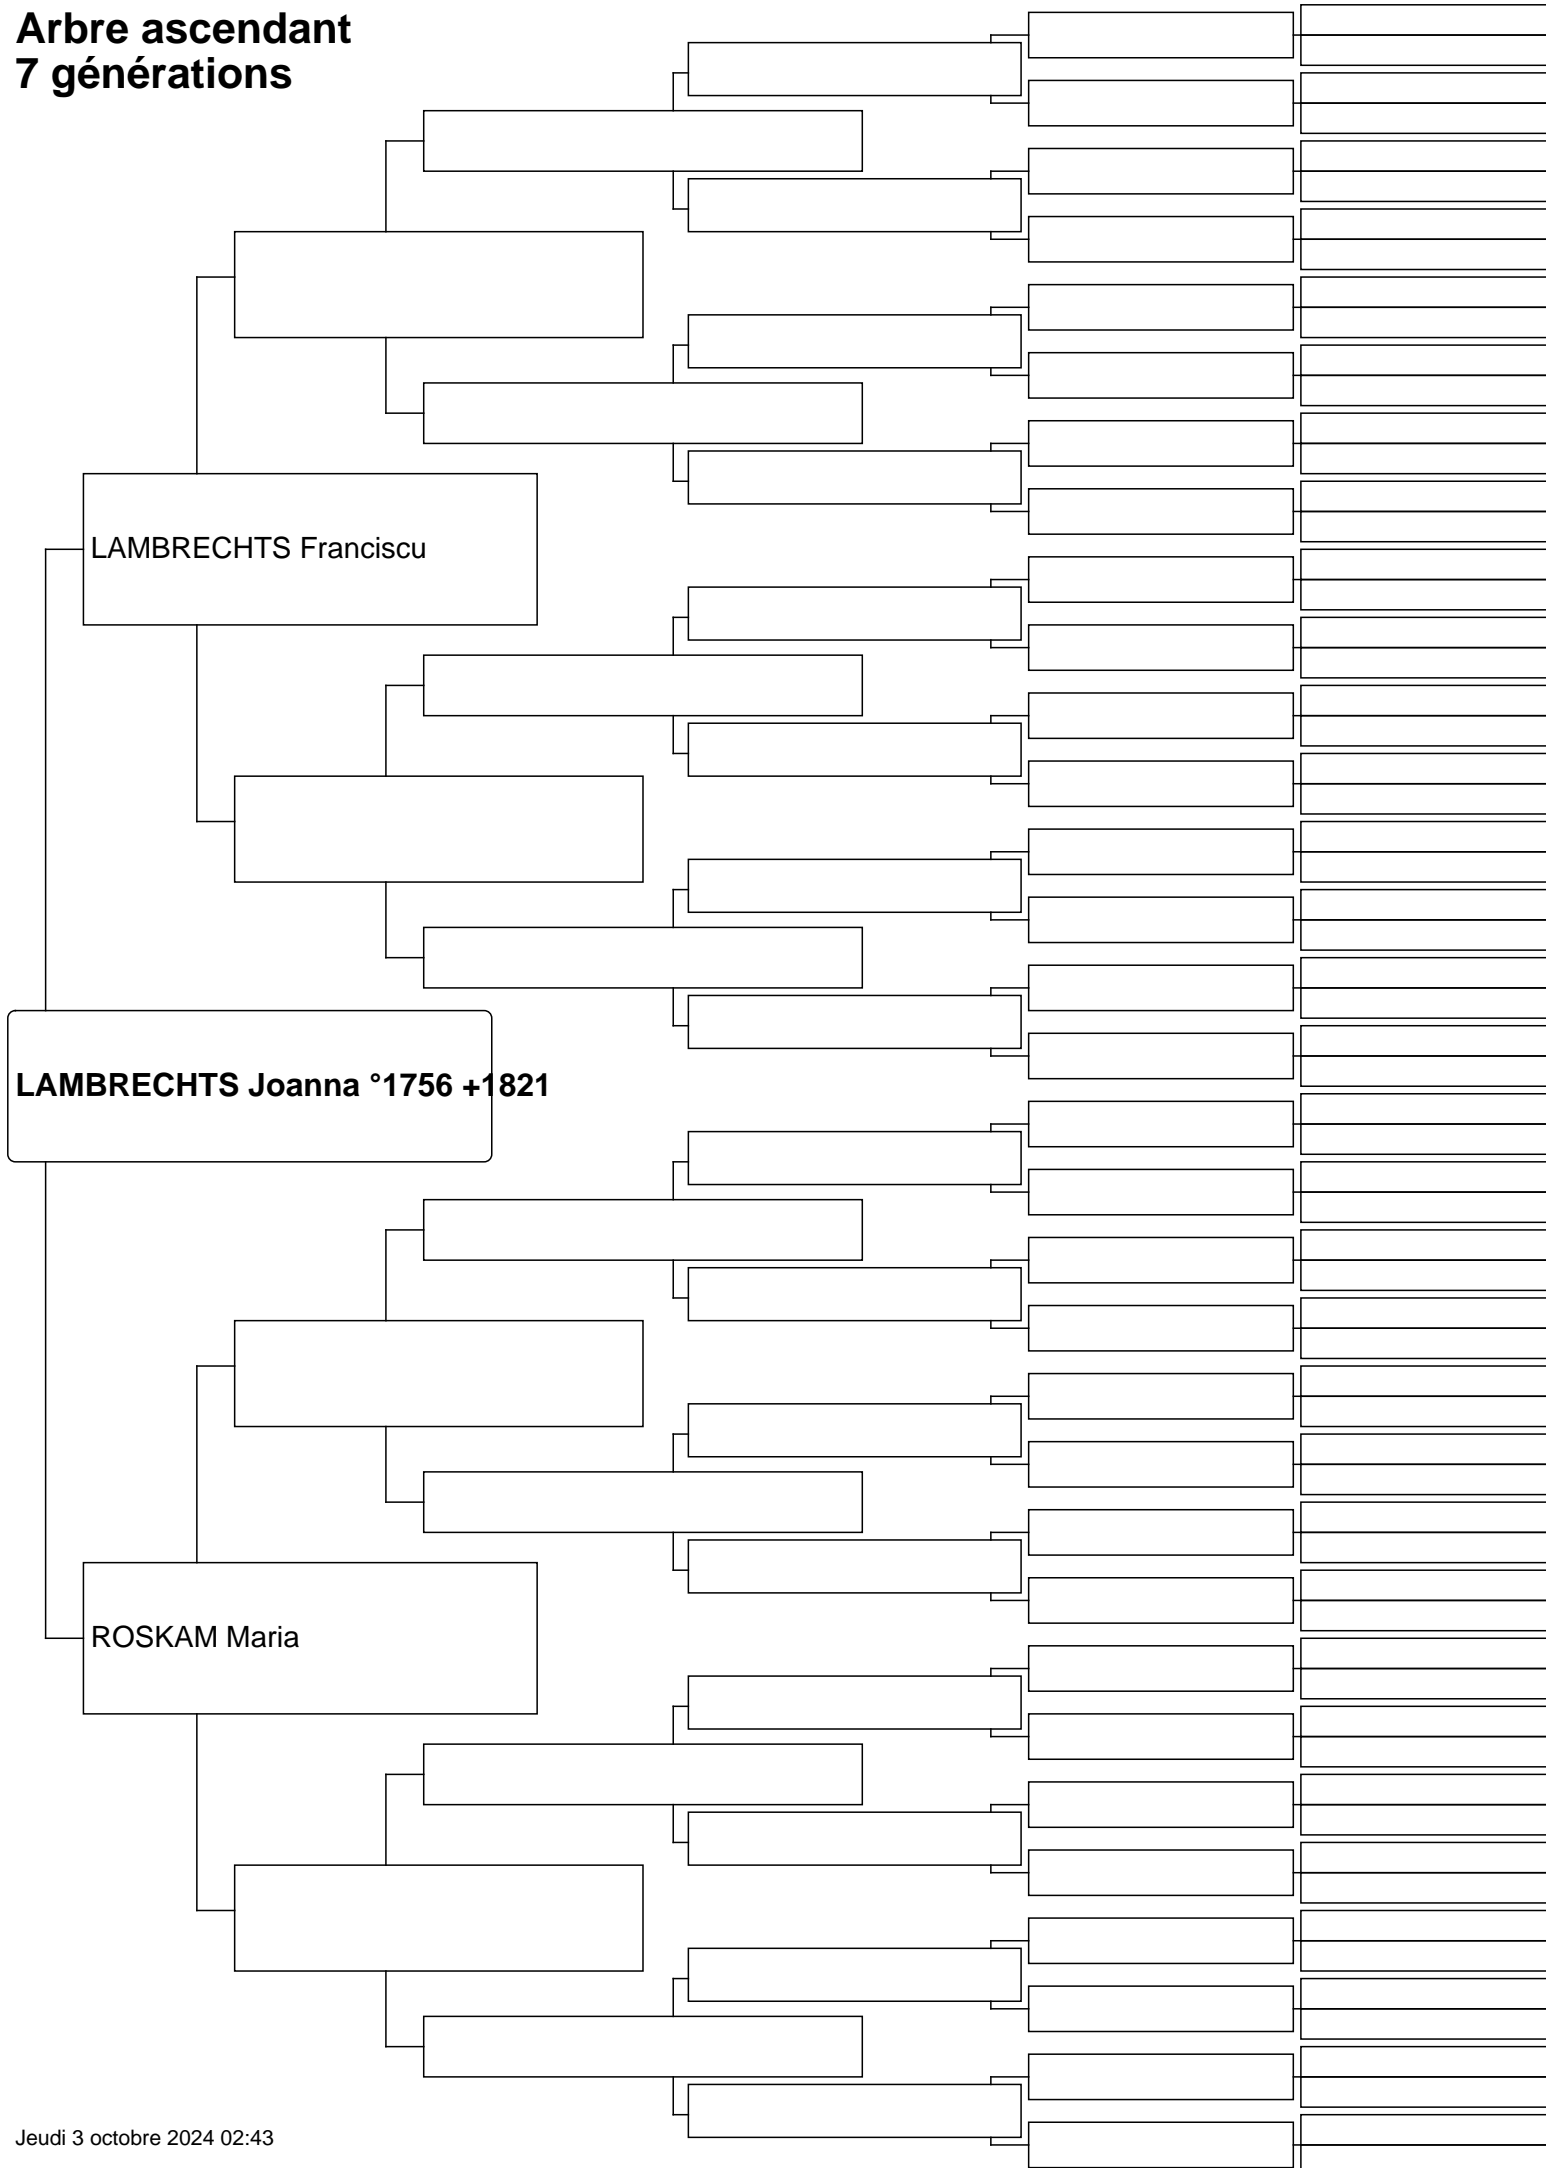 Arbre ascendant
7 générations
LAMBRECHTS Franciscu
LAMBRECHTS Joanna °1756 +1821
ROSKAM Maria
Jeudi 3 octobre 2024 02:43